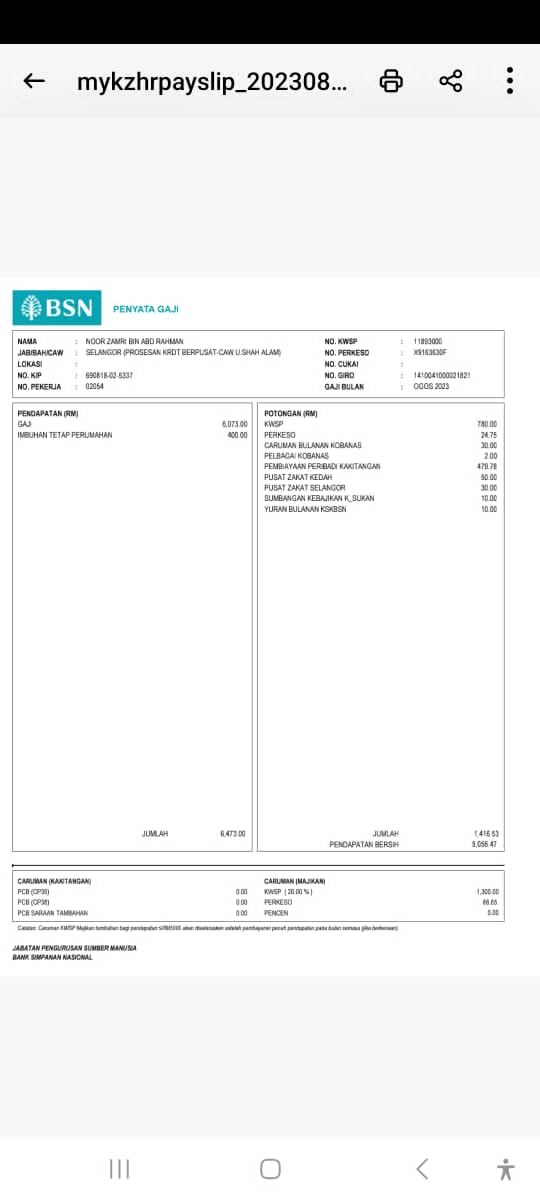 mykzhrpayslip_202308...
BSN PENYATA GAJI
NAMA : NOOR ZAMRI BIN ABD RAHMAN NO. KWSP : 11893000
JAB/BAH/CAW : SELANGOR (PROSESAN KRDT BERPUSAT-CAW U.SHAH ALAM) NO. PERKESO : X9163630F
LOKASI : NO. CUKAI :
NO. K/P : 690818-02-5337 NO. GIRO : 1410041000021821
NO. PEKERJA : 02054 GAJI BULAN : OGOS 2023
PENDAPATAN (RM) POTONGAN (RM)
GAJI 6,073.00 KWSP 780.00
IMBUHAN TETAP PERUMAHAN 400.00 PERKESO 24.75
CARUMAN BULANAN KOBANAS 30.00
PELBAGAI KOBANAS 2.00
PEMBIAYAAN PERIBADI KAKITANGAN 479.78
PUSAT ZAKAT KEDAH 50.00
PUSAT ZAKAT SELANGOR 30.00
SUMBANGAN KEBAJIKAN K_SUKAN 10.00
YURAN BULANAN KSKBSN 10.00
JUMLAH 6,473.00 JUMLAH 1,416.53
PENDAPATAN BERSIH 5,056.47
CARUMAN (KAKITANGAN) CARUMAN (MAJIKAN)
PCB (CP39) 0.00 KWSP (20.00 %) 1,300.00
PCB (CP38) 0.00 PERKESO 86.65
PCB SARAAN TAMBAHAN 0.00 PENCEN 0.00
Catatan: Caruman KWSP Majikan tambahan bagi pendapatan akan diselaraskan selepas pembayaran penuh pendapatan pada bulan semasa (jika berkenaan).
JABATAN PENGURUSAN SUMBER MANUSIA
BANK SIMPANAN NASIONAL